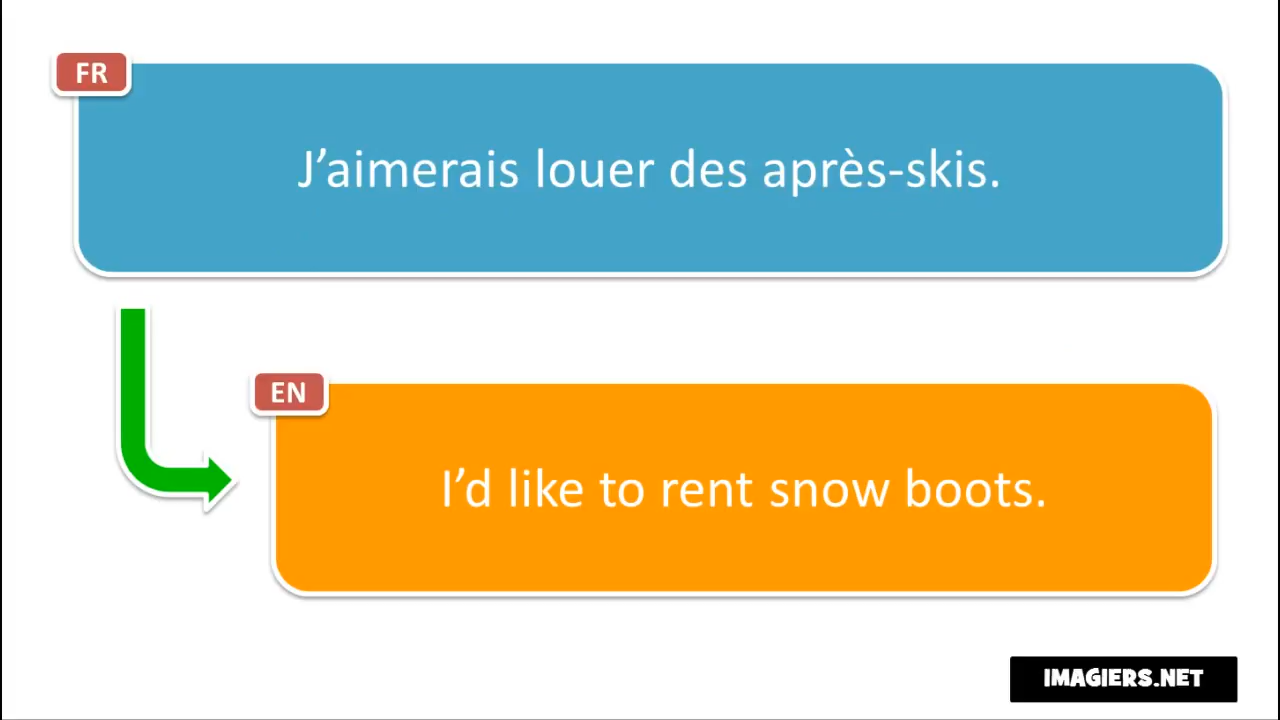 FR
J’aimerais louer des après-skis.
EN
I’d like to rent snow boots.
IMAGIERS.NET